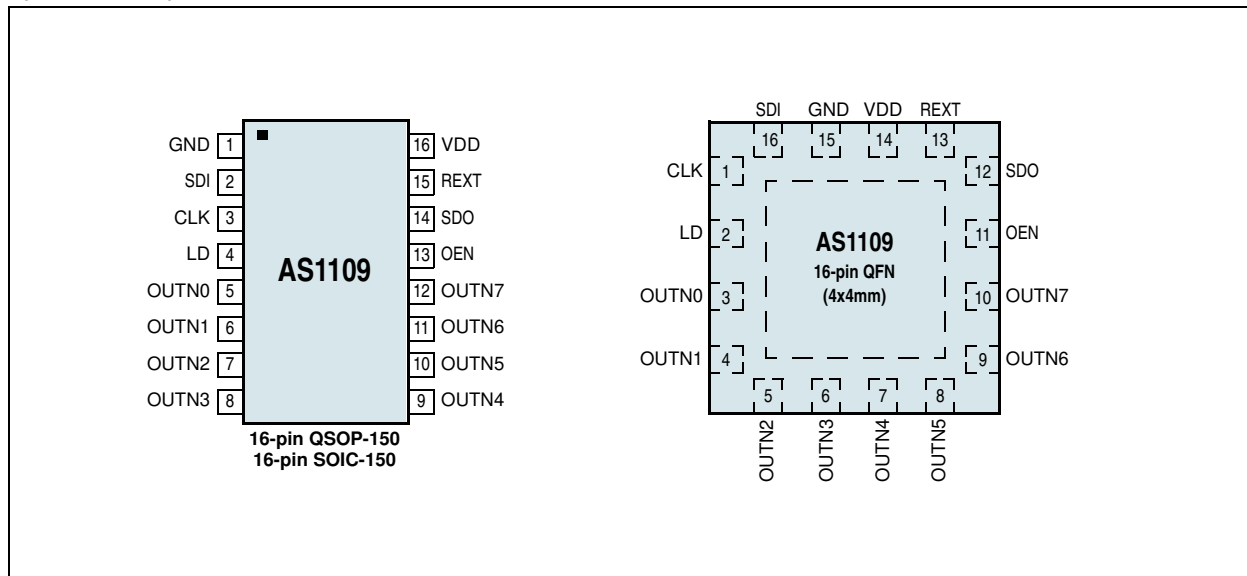 GND 1
SDI 2
CLK 3
LD 4
OUTN0 5
OUTN1 6
OUTN2 7
OUTN3 8
AS1109
16 VDD
15 REXT
14 SDO
13 OEN
12 OUTN7
11 OUTN6
10 OUTN5
9 OUTN4
16-pin QSOP-150
16-pin SOIC-150
SDI GND VDD REXT
16 15 14 13
CLK 1
LD 2
OUTN0 3
OUTN1 4
AS1109
16-pin QFN
(4x4mm)
12 SDO
11 OEN
10 OUTN7
9 OUTN6
5 6 7 8
OUTN2
OUTN3
OUTN4
OUTN5